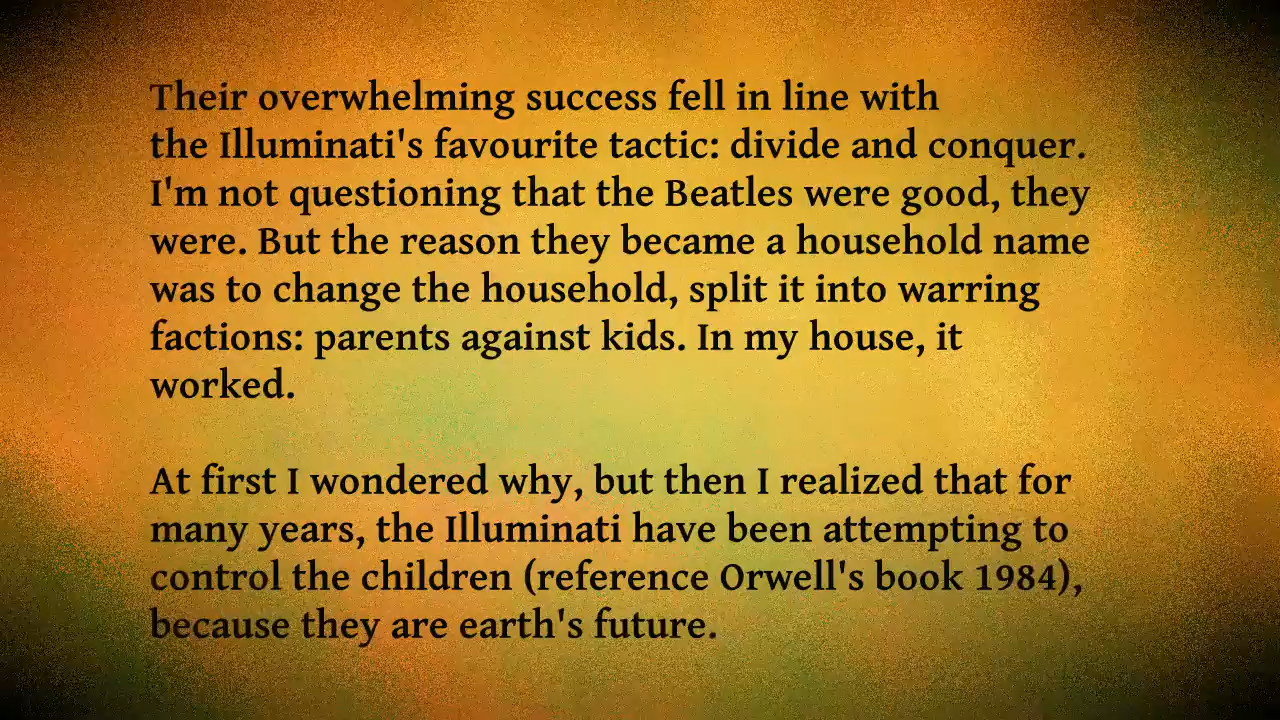 Their overwhelming success fell in line with
the Illuminati's favourite tactic: divide and conquer.
I'm not questioning that the Beatles were good, they
were. But the reason they became a household name
was to change the household, split it into warring
factions: parents against kids. In my house, it
worked.
At first I wondered why, but then I realized that for
many years, the Illuminati have been attempting to
control the children (reference Orwell's book 1984),
because they are earth's future.